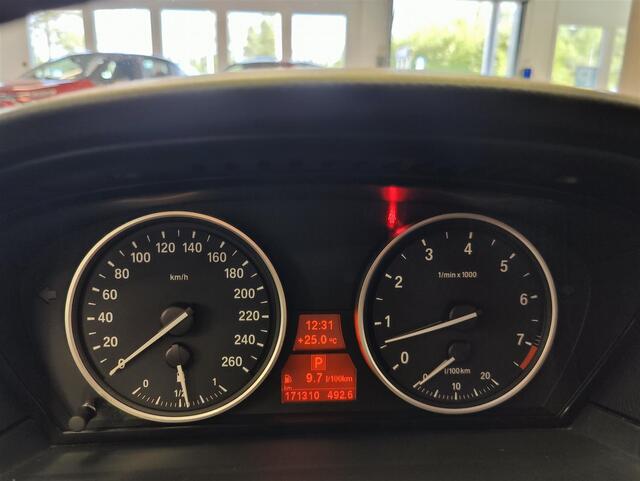 km/h
0 20 40 60 80 100 120 140 160 180 200 220 240 260
0 1/2 1
12:31
+25.0 °C
P
9.7 l/100km
km
171310 492.6
1/min x 1000
0 1 2 3 4 5 6 7
0 10 20
l/100km